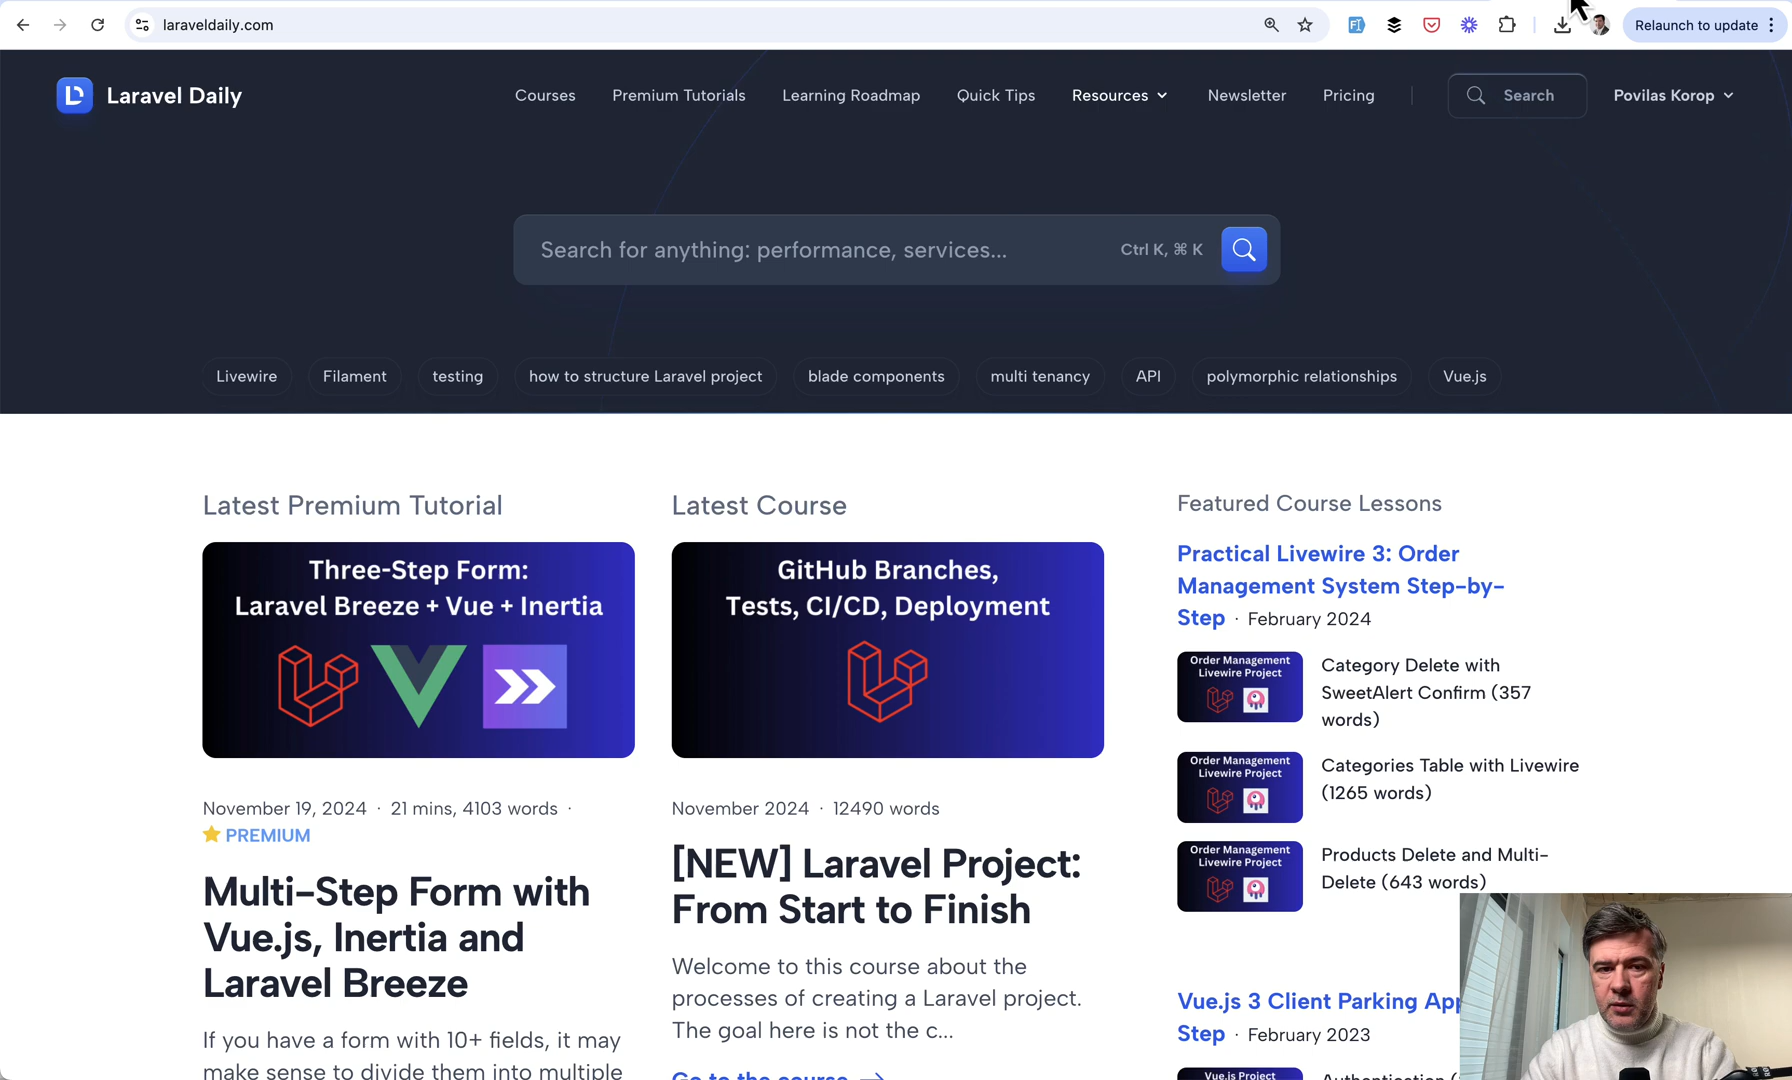 laraveldaily.com
Relaunch to update
Laravel Daily
Courses
Premium Tutorials
Learning Roadmap
Quick Tips
Resources
Newsletter
Pricing
Search
Povilas Korop
Search for anything: performance, services...
Ctrl K, ⌘ K
Livewire
Filament
testing
how to structure Laravel project
blade components
multi tenancy
API
polymorphic relationships
Vue.js
Latest Premium Tutorial
Three-Step Form:
Laravel Breeze + Vue + Inertia
November 19, 2024 · 21 mins, 4103 words ·
PREMIUM
Multi-Step Form with
Vue.js, Inertia and
Laravel Breeze
If you have a form with 10+ fields, it may
make sense to divide them into multiple
Latest Course
GitHub Branches,
Tests, CI/CD, Deployment
November 2024 · 12490 words
[NEW] Laravel Project:
From Start to Finish
Welcome to this course about the
processes of creating a Laravel project.
The goal here is not the c...
Go to the course →
Featured Course Lessons
Practical Livewire 3: Order
Management System Step-by-
Step · February 2024
Order Management
Livewire Project
Category Delete with
SweetAlert Confirm (357
words)
Order Management
Livewire Project
Categories Table with Livewire
(1265 words)
Order Management
Livewire Project
Products Delete and Multi-
Delete (643 words)
Vue.js 3 Client Parking App
Step · February 2023
Vue.js Project
Authentication